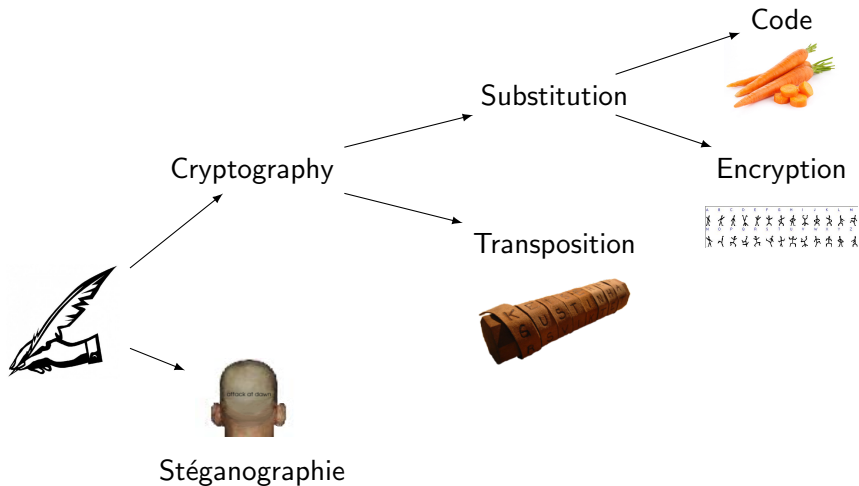 Code
Substitution
Cryptography
Encryption
A B C D E F G H I J K L M
N O P Q R S T U V W X Y Z
Transposition
K
S U S T I N
attack at dawn
Stéganographie